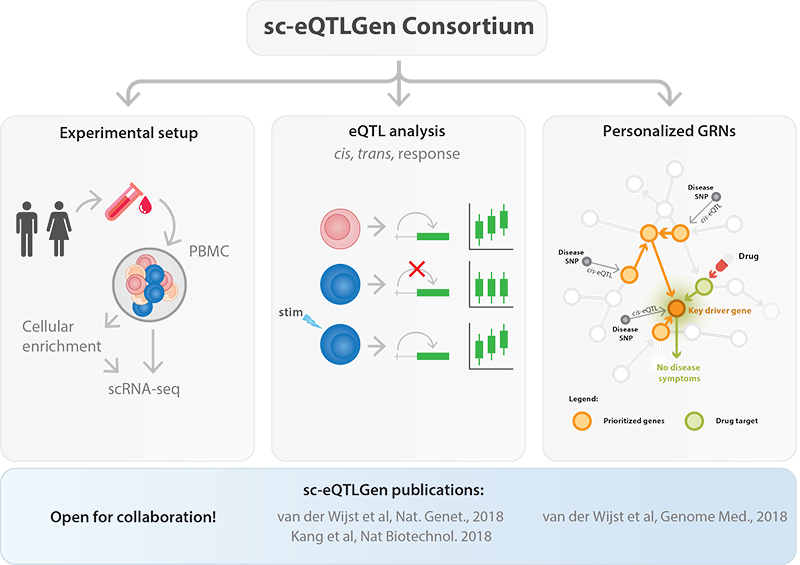 sc-eQTLGen Consortium
Experimental setup
PBMC
Cellular
enrichment
scRNA-seq
eQTL analysis
cis, trans, response
stim
Personalized GRNs
Disease
SNP
cis-eQTL
Disease
SNP
cis-eQTL
Drug
cis-eQTL
Key driver gene
Disease
SNP
No disease
symptoms
Legend:
Prioritized genes
Drug target
Open for collaboration!
sc-eQTLGen publications:
van der Wijst et al, Nat. Genet., 2018
Kang et al, Nat Biotechnol. 2018
van der Wijst et al, Genome Med., 2018